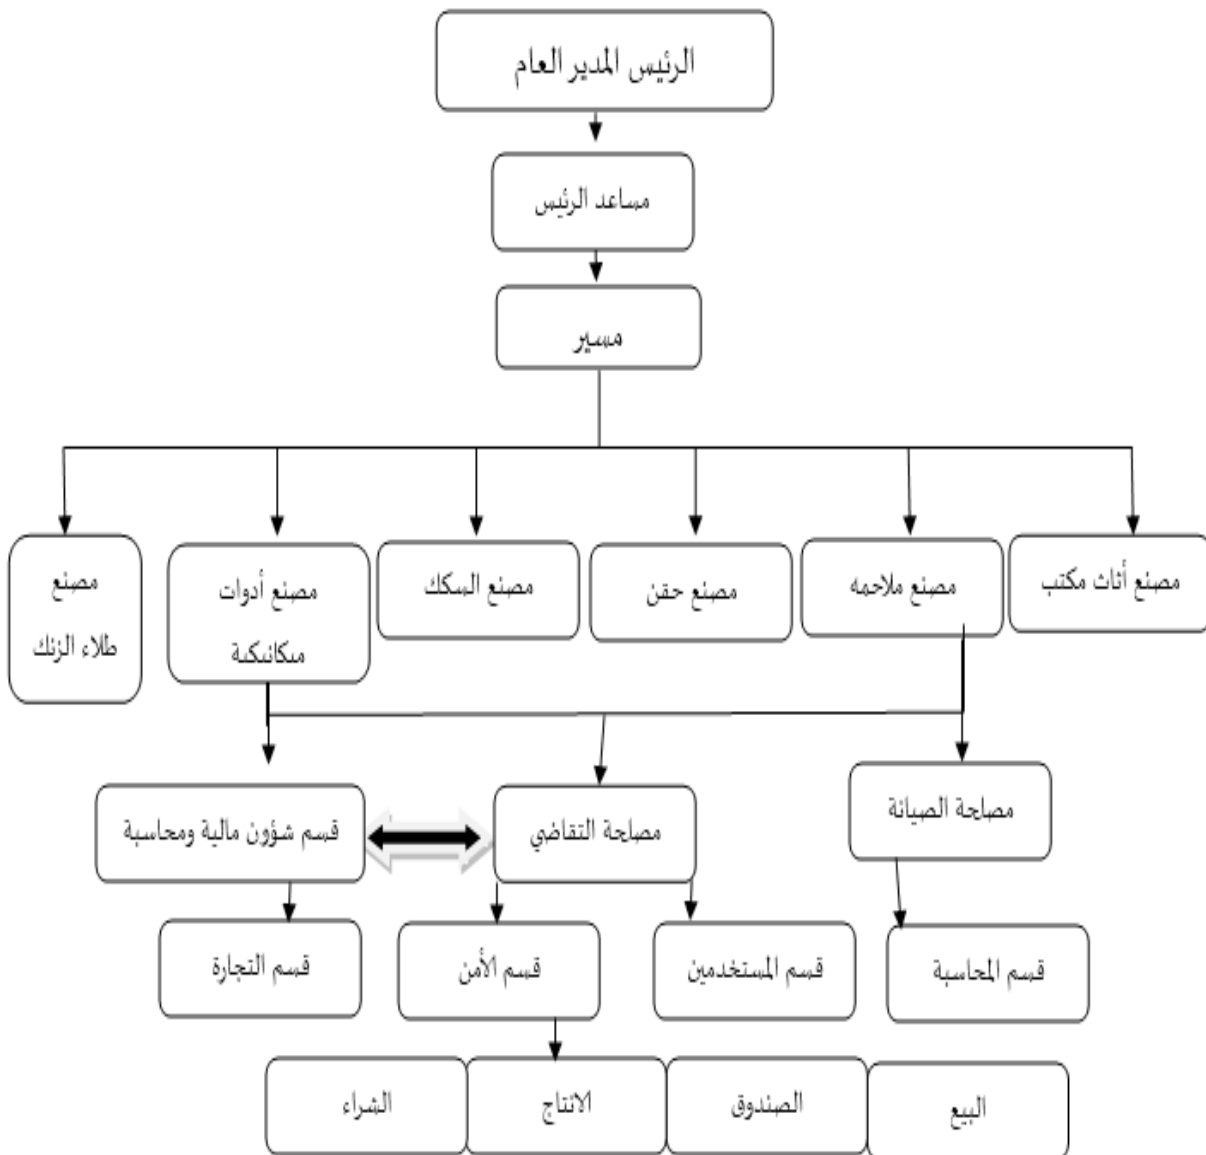 الرئيس المدير العام
مساعد الرئيس
مسير
مصنع أثاث مكتب
مصنع ملاحمه
مصنع حقن
مصنع السكك
مصنع أدوات
ميكانيكية
مصنع
طلاء الزنك
مصلحة الصيانة
مصلحة التقاضي
قسم شؤون مالية ومحاسبة
قسم المحاسبة
قسم المستخدمين
قسم الأمن
قسم التجارة
البيع
الصندوق
الانتاج
الشراء